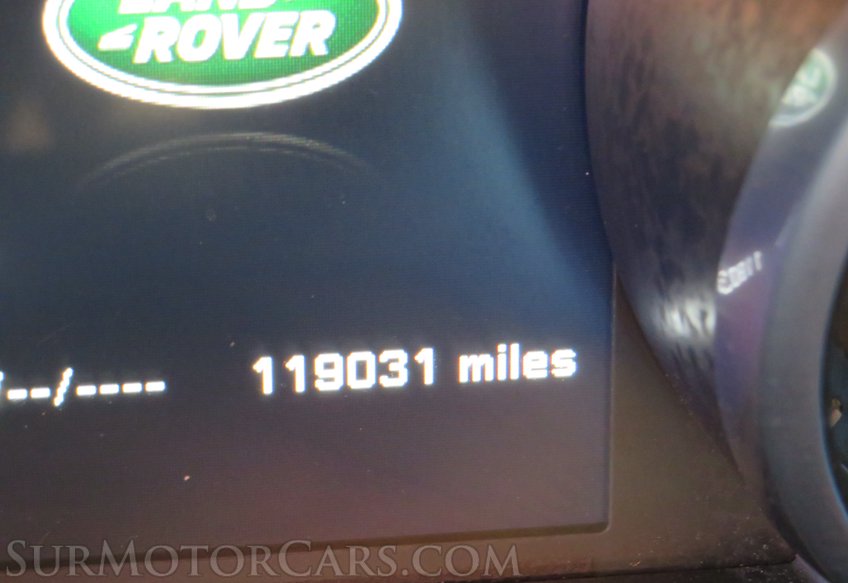 LAND
ROVER
--/---- 119031 miles
SURMOTORCARS.COM